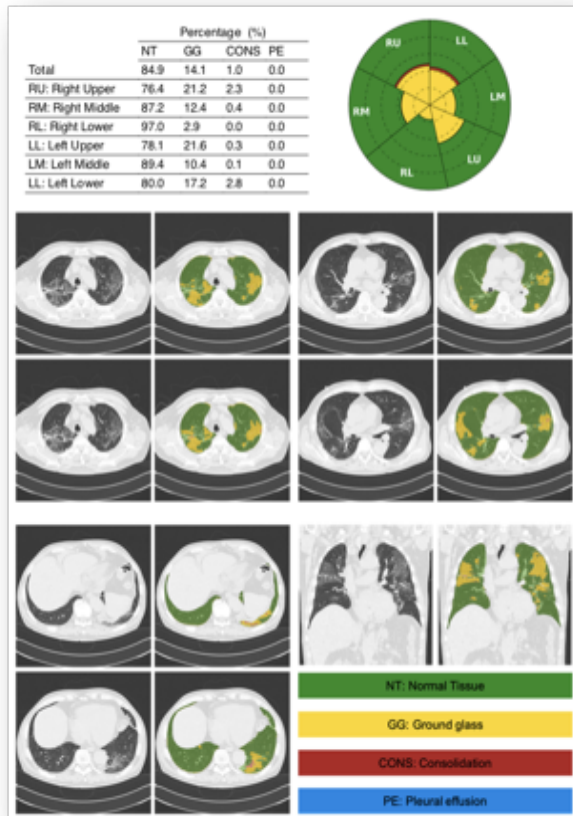 Percentage (%)
NT GG CONS PE
Total 84.9 14.1 1.0 0.0
RU: Right Upper 76.4 21.2 2.3 0.0
RM: Right Middle 87.2 12.4 0.4 0.0
RL: Right Lower 97.0 2.9 0.0 0.0
LL: Left Upper 78.1 21.6 0.3 0.0
LM: Left Middle 89.4 10.4 0.1 0.0
LL: Left Lower 80.0 17.2 2.8 0.0
RU LL
RM LM
RL LU
NT: Normal Tissue
GG: Ground glass
CONS: Consolidation
PE: Pleural effusion